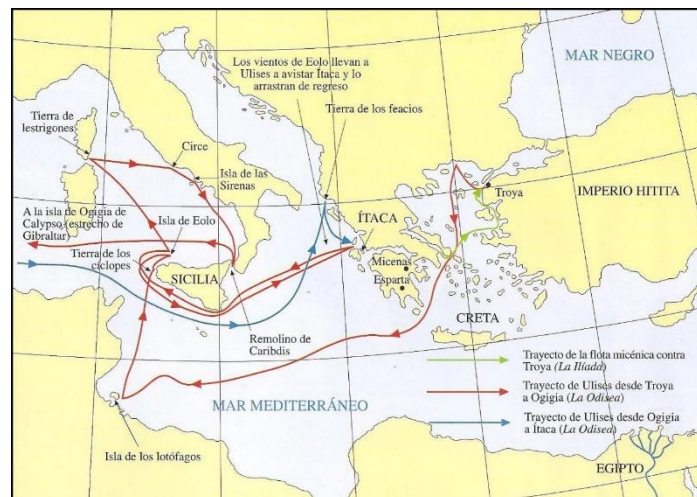 MAR NEGRO
Los vientos de Eolo llevan a
Ulises a avistar Ítaca y lo
arrastran de regreso
Tierra de los feacios
Tierra de
lestrigones
Circe
Isla de las
Sirenas
Troya
IMPERIO HITITA
A la isla de Ogigia de
Calypso (estrecho de
Gibraltar)
Isla de Eolo
ÍTACA
Tierra de los
cíclopes
SICILIA
Micenas
Esparta
Remolino de
Caribdis
CRETA
Trayecto de la flota micénica contra
Troya (La Ilíada)
Trayecto de Ulises desde Troya
a Ogigia (La Odisea)
Trayecto de Ulises desde Ogigia
a Ítaca (La Odisea)
MAR MEDITERRÁNEO
Isla de los lotófagos
EGIPTO